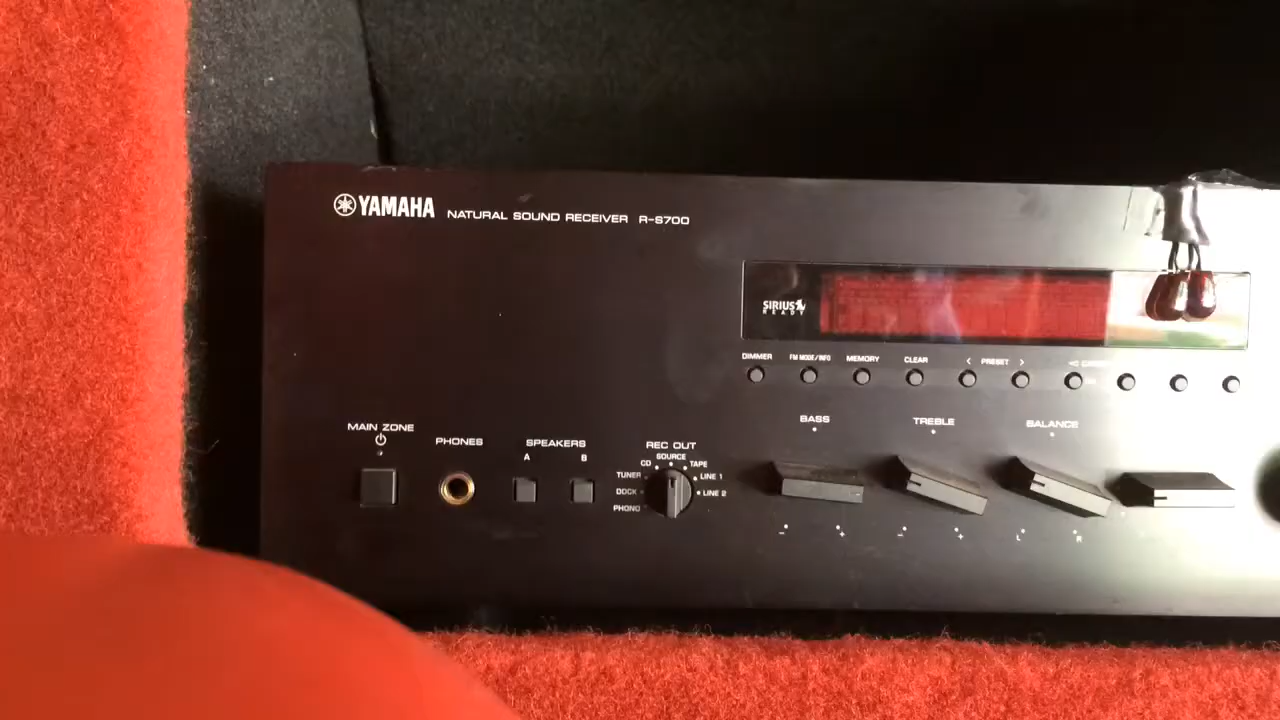 YAMAHA NATURAL SOUND RECEIVER R-S700
SIRIUS
READY
DIMMER FM MODE/INFO MEMORY CLEAR < PRESET >
BASS TREBLE BALANCE
MAIN ZONE PHONES SPEAKERS REC OUT
A B
SOURCE
CD TAPE
TUNER LINE 1
DOCK LINE 2
PHONO
- + - + L R